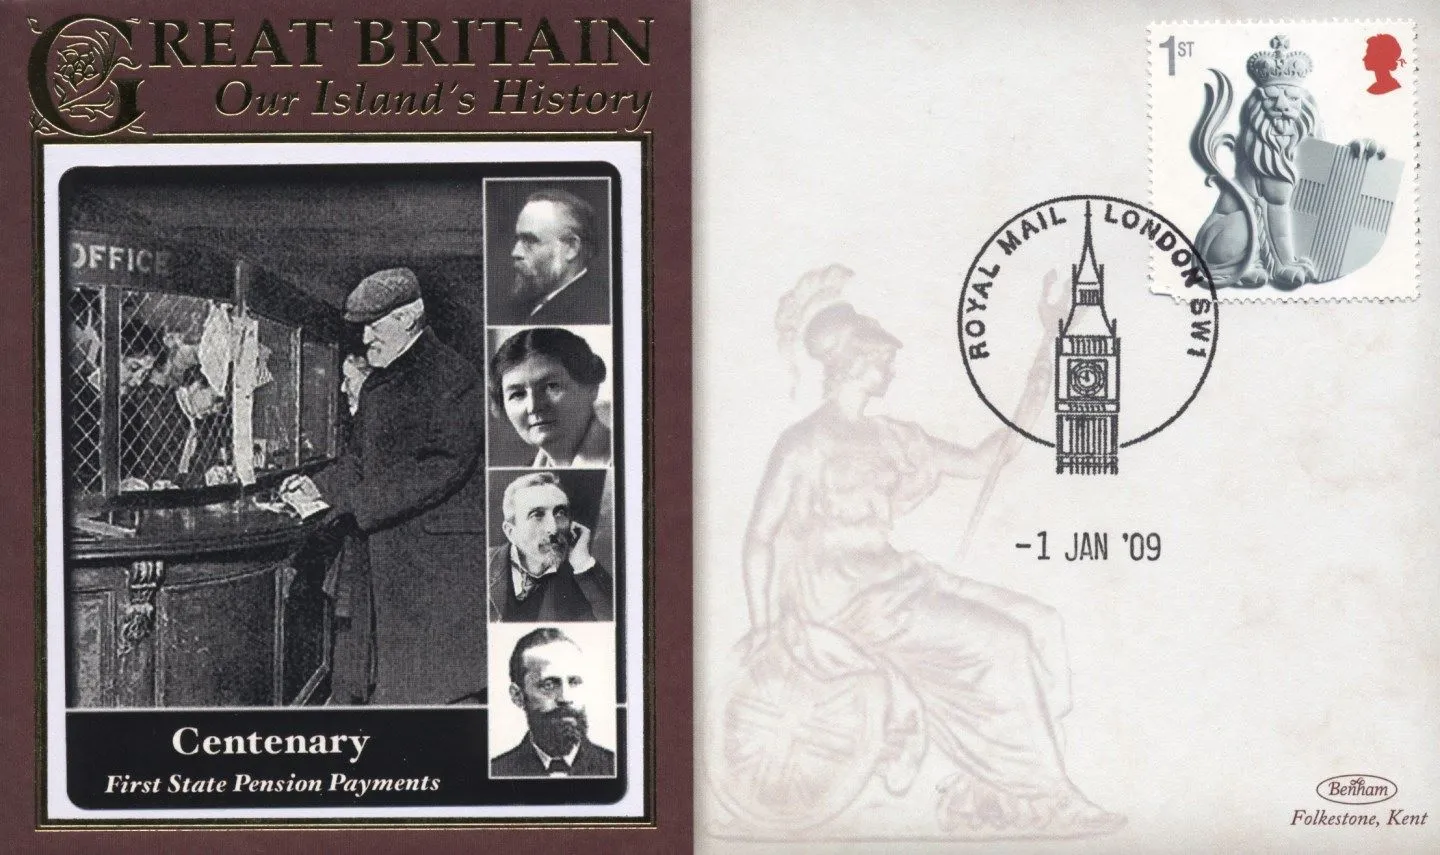 GREAT BRITAIN
Our Island's History
OFFICE
Centenary
First State Pension Payments
1ST
ROYAL MAIL LONDON SW1
-1 JAN '09
Benham
Folkestone, Kent